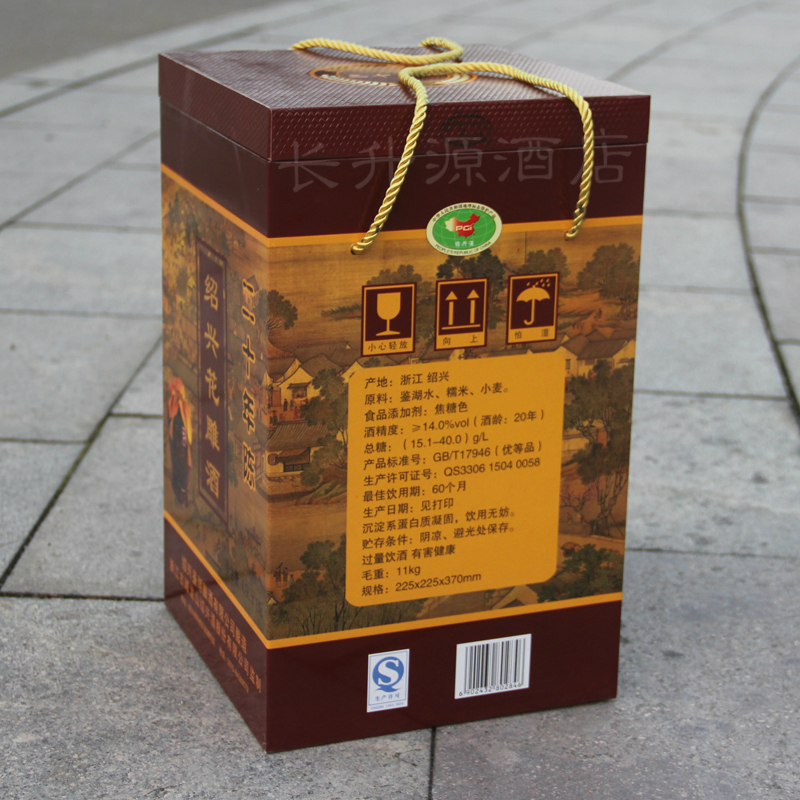 长升源酒店
PGI
小心轻放
向上
怕湿
二十年陈
绍兴花雕酒
产地：浙江 绍兴
原料：鉴湖水、糯米、小麦。
食品添加剂：焦糖色
酒精度：≥14.0%vol（酒龄：20年）
总糖：（15.1–40.0）g/L
产品标准号：GB/T17946（优等品）
生产许可证号：QS3306 1504 0058
最佳饮用期：60个月
生产日期：见打印
沉淀系蛋白质凝固，饮用无妨。
贮存条件：阴凉、避光处保存。
过量饮酒 有害健康
毛重：11kg
规格：225x225x370mm
生产许可